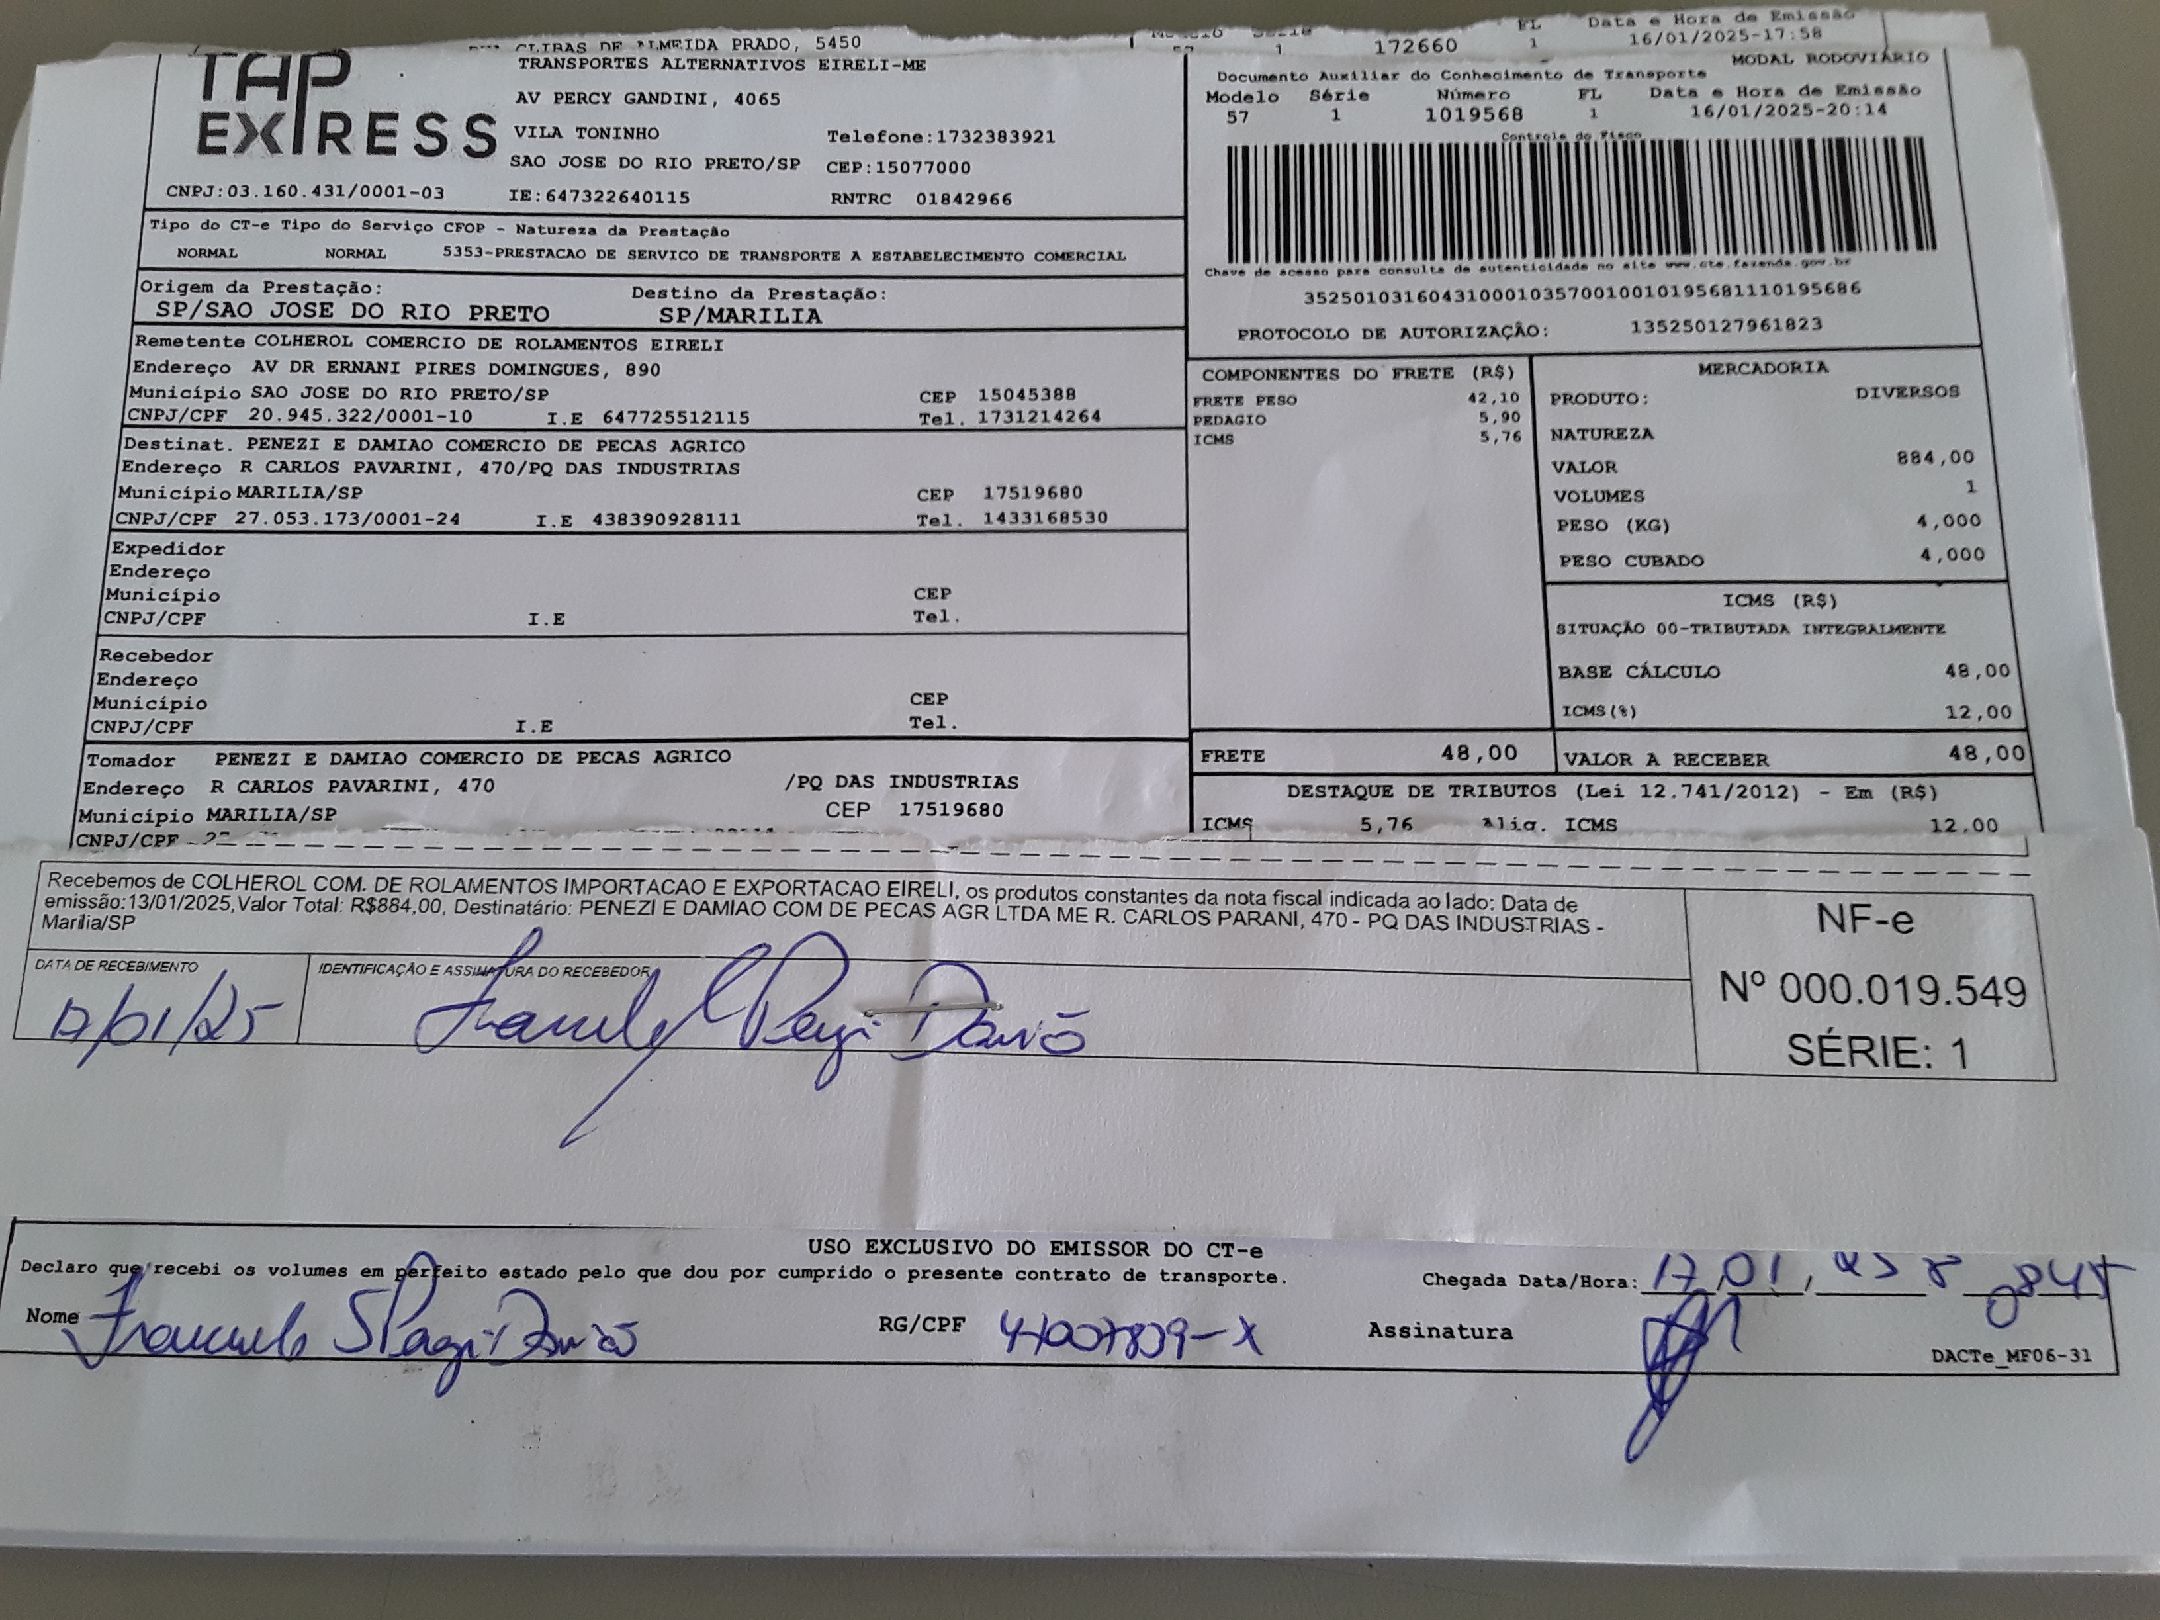 CLIBAS DE ALMEIDA PRADO, 5450
172660 1 16/01/2025-17:58
FL Data e Hora de Emissão
TAP EXPRESS
TRANSPORTES ALTERNATIVOS EIRELI-ME
AV PERCY GANDINI, 4065
VILA TONINHO Telefone:1732383921
SAO JOSE DO RIO PRETO/SP CEP:15077000
CNPJ:03.160.431/0001-03 IE:647322640115 RNTRC 01842966
MODAL RODOVIÁRIO
Documento Auxiliar do Conhecimento de Transporte
Modelo Série Número FL Data e Hora de Emissão
57 1 1019568 1 16/01/2025-20:14
Controle do Fisco
Chave de acesso para consulta de autenticidade no site www.cte.fazenda.gov.br
35250103160431000103570010010195681110195686
PROTOCOLO DE AUTORIZAÇÃO: 135250127961823
Tipo do CT-e Tipo do Serviço CFOP - Natureza da Prestação
NORMAL NORMAL 5353-PRESTACAO DE SERVICO DE TRANSPORTE A ESTABELECIMENTO COMERCIAL
Origem da Prestação: Destino da Prestação:
SP/SAO JOSE DO RIO PRETO SP/MARILIA
Remetente COLHEROL COMERCIO DE ROLAMENTOS EIRELI
Endereço AV DR ERNANI PIRES DOMINGUES, 890
Município SAO JOSE DO RIO PRETO/SP CEP 15045388
CNPJ/CPF 20.945.322/0001-10 I.E 647725512115 Tel. 1731214264
Destinat. PENEZI E DAMIAO COMERCIO DE PECAS AGRICO
Endereço R CARLOS PAVARINI, 470/PQ DAS INDUSTRIAS
Município MARILIA/SP CEP 17519680
CNPJ/CPF 27.053.173/0001-24 I.E 438390928111 Tel. 1433168530
Expedidor
Endereço
Município CEP
CNPJ/CPF I.E Tel.
Recebedor
Endereço
Município CEP
CNPJ/CPF I.E Tel.
Tomador PENEZI E DAMIAO COMERCIO DE PECAS AGRICO
Endereço R CARLOS PAVARINI, 470 /PQ DAS INDUSTRIAS
Município MARILIA/SP CEP 17519680
CNPJ/CPF
COMPONENTES DO FRETE (R$)
FRETE PESO 42,10
PEDAGIO 5,90
ICMS 5,76
MERCADORIA
PRODUTO: DIVERSOS
NATUREZA
VALOR 884,00
VOLUMES 1
PESO (KG) 4,000
PESO CUBADO 4,000
ICMS (R$)
SITUAÇÃO 00-TRIBUTADA INTEGRALMENTE
BASE CÁLCULO 48,00
ICMS(%) 12,00
FRETE 48,00 VALOR A RECEBER 48,00
DESTAQUE DE TRIBUTOS (Lei 12.741/2012) - Em (R$)
ICMS 5,76 Aliq. ICMS 12,00
Recebemos de COLHEROL COM. DE ROLAMENTOS IMPORTACAO E EXPORTACAO EIRELI, os produtos constantes da nota fiscal indicada ao lado: Data de
emissão:13/01/2025,Valor Total: R$884,00, Destinatário: PENEZI E DAMIAO COM DE PECAS AGR LTDA ME R. CARLOS PARANI, 470 - PQ DAS INDUSTRIAS -
Marília/SP
DATA DE RECEBIMENTO IDENTIFICAÇÃO E ASSINATURA DO RECEBEDOR
17/01/25
NF-e
Nº 000.019.549
SÉRIE: 1
USO EXCLUSIVO DO EMISSOR DO CT-e
Declaro que recebi os volumes em perfeito estado pelo que dou por cumprido o presente contrato de transporte. Chegada Data/Hora: 17 01
Nome RG/CPF Assinatura
DACTe_MF06-31